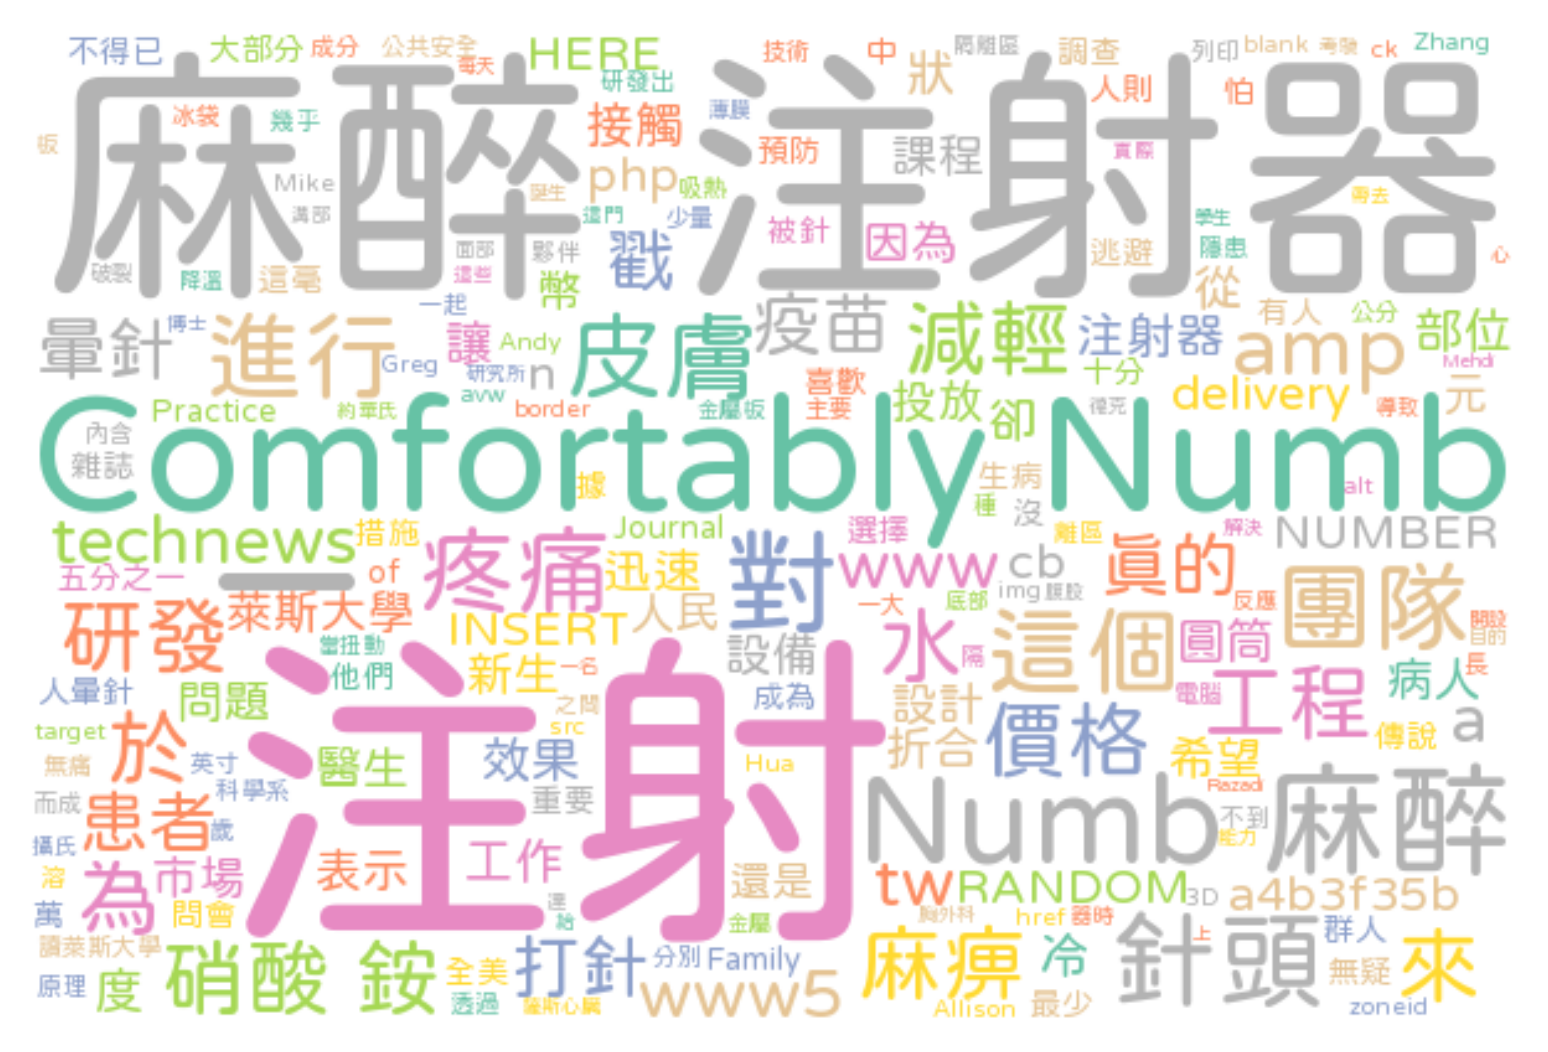 不得已 大部分 成分 公共安全 每天 HERE 技術 中 隔離區 調查 列印 blank ck Zhang
研發出 狀 人則 怕
麻醉 注射器
冰袋 幾乎 接觸 薄膜 預防 課程 實際
板 Mike 誕生 php 吸熱 帶去
溝部 這門 少量 被針 因為 學生
破裂 降溫 這毫 面部 夥伴 這些 幣 戳 逃避 隱患 心
一起 從 有人 公分
暈針 博士 進行 讓 Andy 皮膚 疫苗 減輕 注射器 amp 部位
Greg 研究所 n 喜歡 十分 Mehdi
Practice 約華氏 avw border 金屬板 主要 投放 卻 德克 delivery 導致 元
內含 雜誌
Comfortably Numb
據 生病 種 沒 alt
technews 措施 Journal 選擇 離區 解決 NUMBER
五分之一 一 of 疼痛 迅速 對 www cb 真的 團隊
img 底部 一大 反應
研發 萊斯大學 INSERT 人民 水 隔 這個 圓筒 開設 目的
當扭動 他們 新生 一名 設備 長
人暈針 問題 之間 成為 設計 電腦 工程 病人 a
target 於 src 折合 價格 希望 傳說
無痛 英寸 醫生 效果 Hua Razadi
而成 科學系 重要 Numb 不到 麻醉
患者 歲 注射 能力
攝氏 為 市場 表示 工作 還是 tw RANDOM 3D a4b3f35b
溶 萬 問會 達 給 金屬 胸外科 href 器時 上
讀萊斯大學 硝酸 銨 打針 分別 Family 麻痹 冷 針頭 群人 來
原理 度 全美 透過 www5 無疑
薩斯心臟 Allison 最少 zoneid